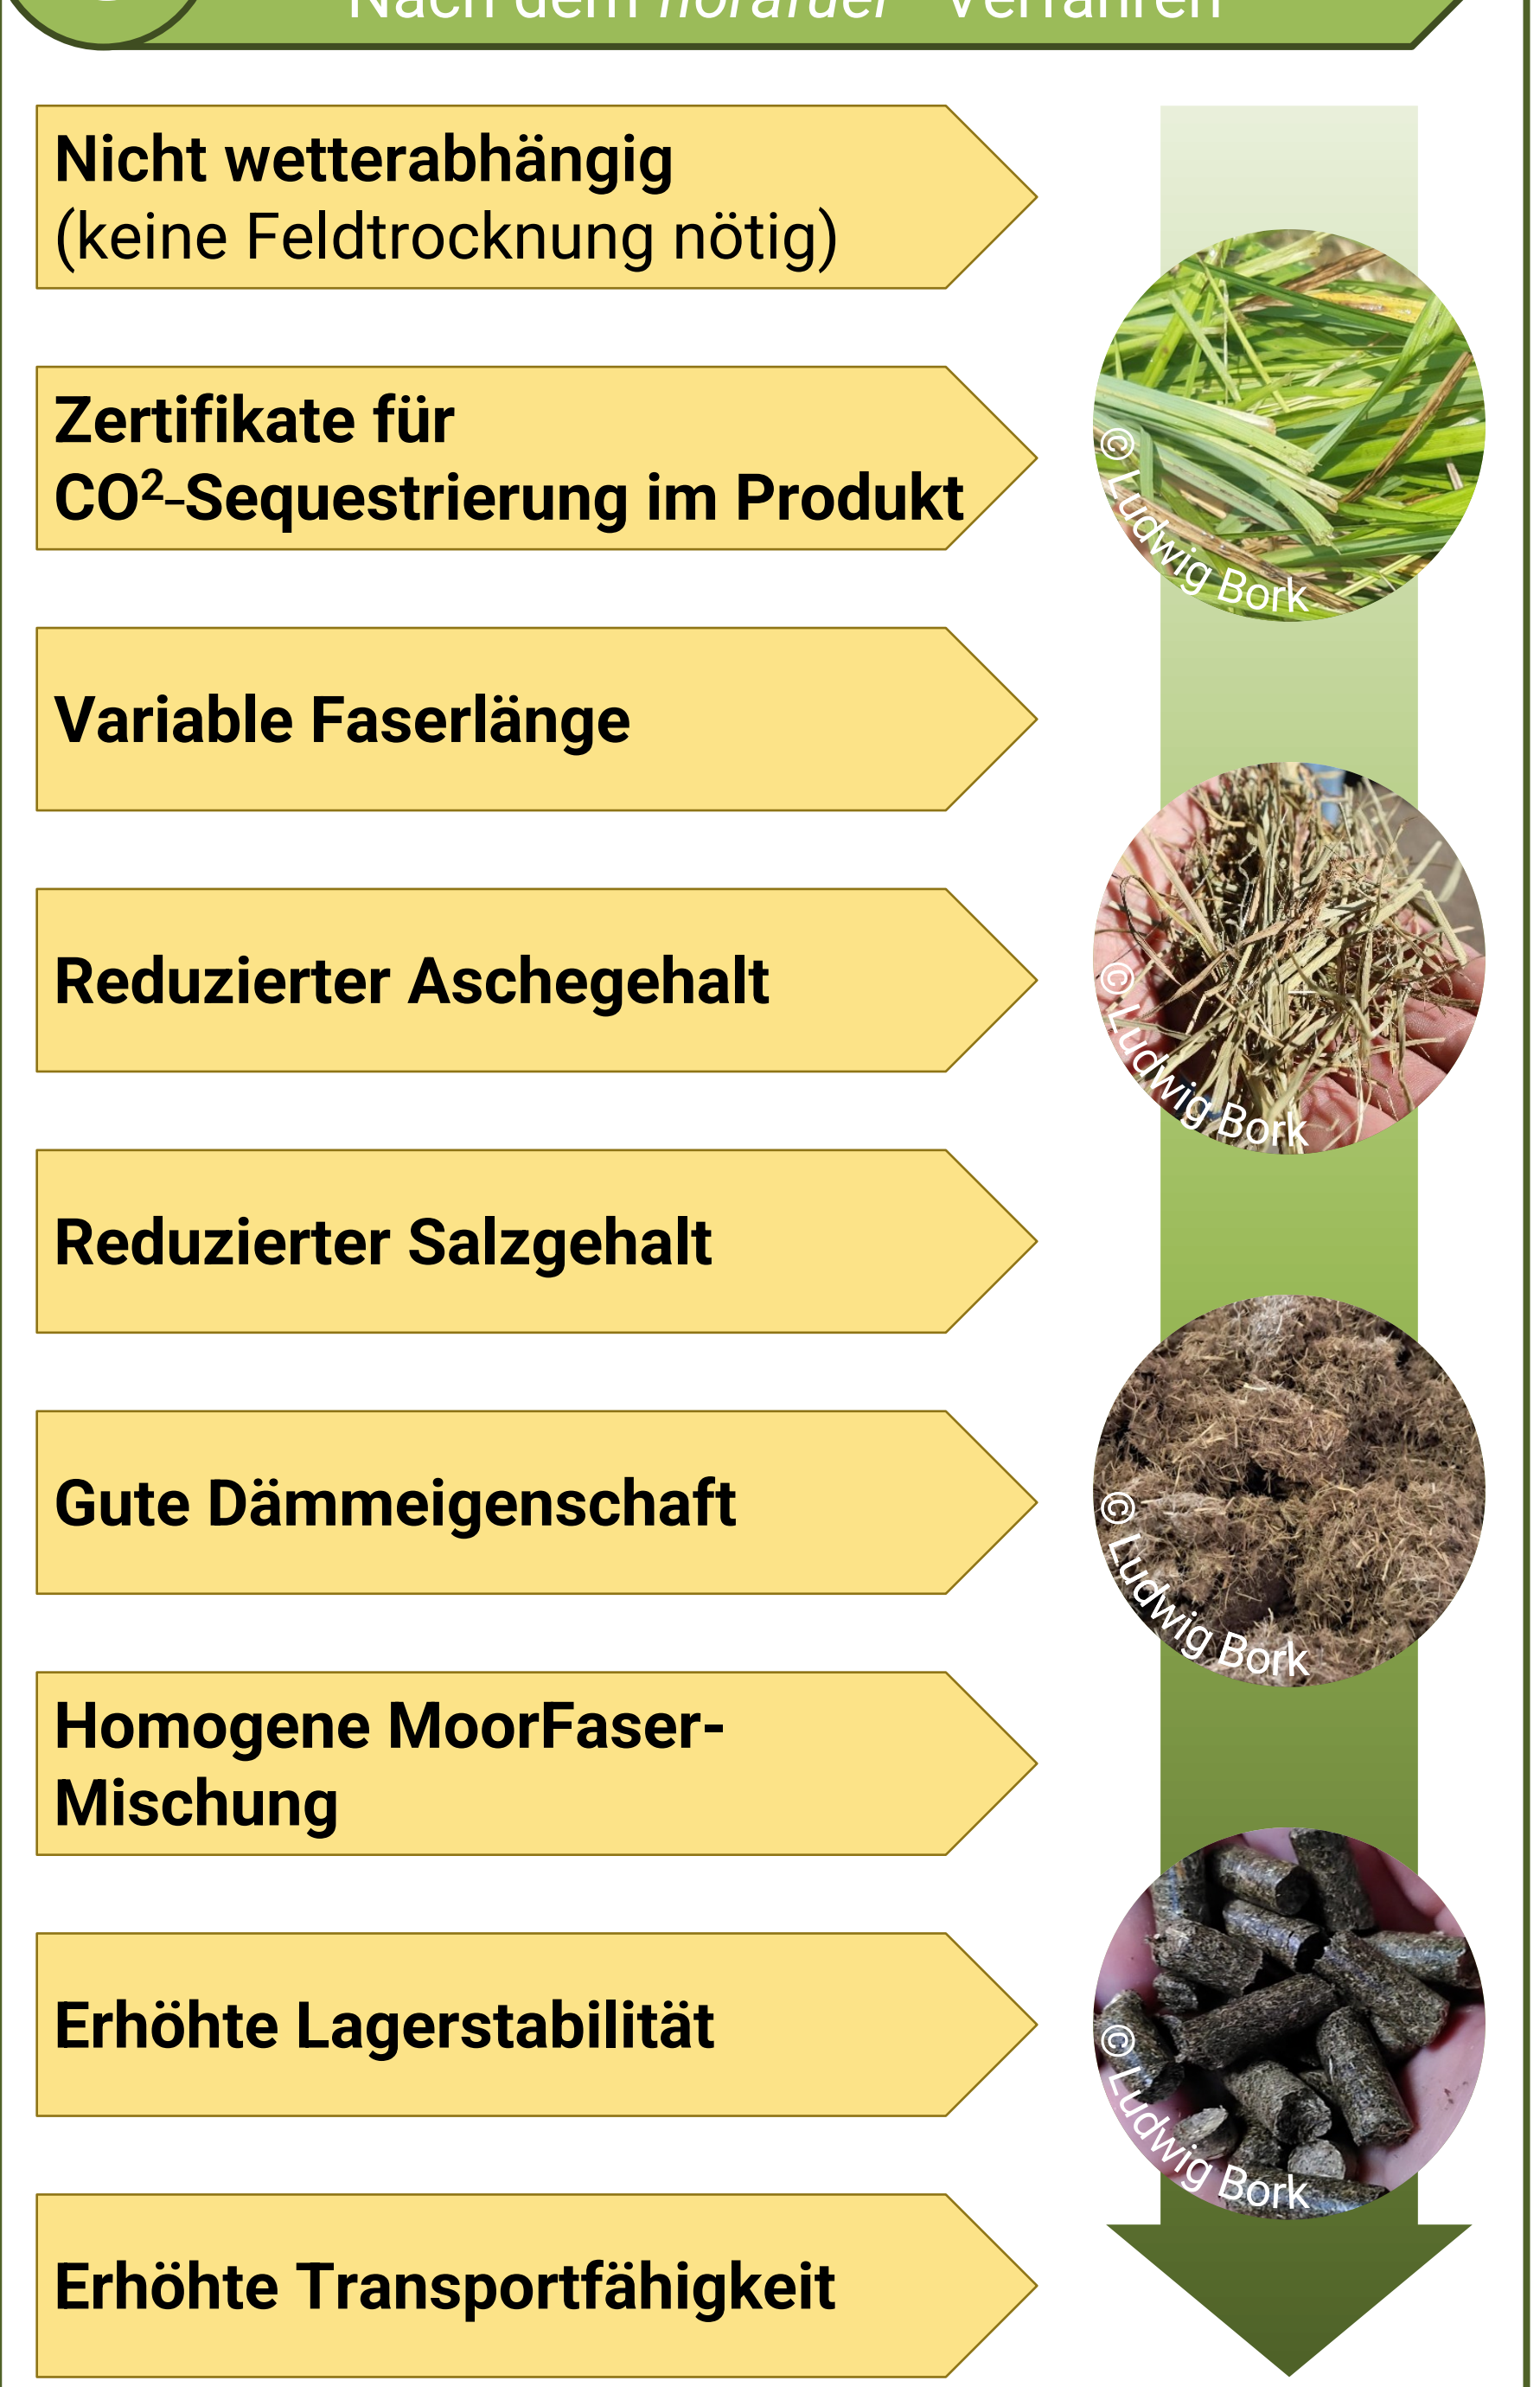 Nach dem florafuel Verfahren
Nicht wetterabhängig
(keine Feldtrocknung nötig)
Zertifikate für
CO²-Sequestrierung im Produkt
© Ludwig Bork
Variable Faserlänge
Reduzierter Aschegehalt
© Ludwig Bork
Reduzierter Salzgehalt
Gute Dämmeigenschaft
© Ludwig Bork
Homogene MoorFaser-
Mischung
Erhöhte Lagerstabilität
© Ludwig Bork
Erhöhte Transportfähigkeit